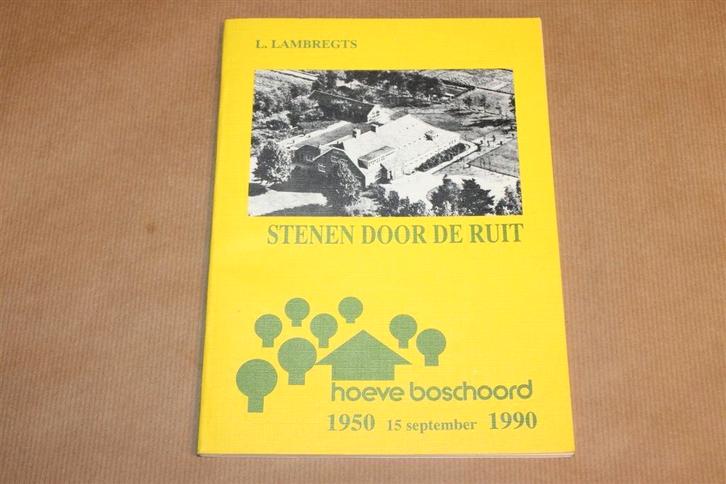 L. LAMBREGTS
STENEN DOOR DE RUIT
hoeve boschoord
1950 15 september 1990